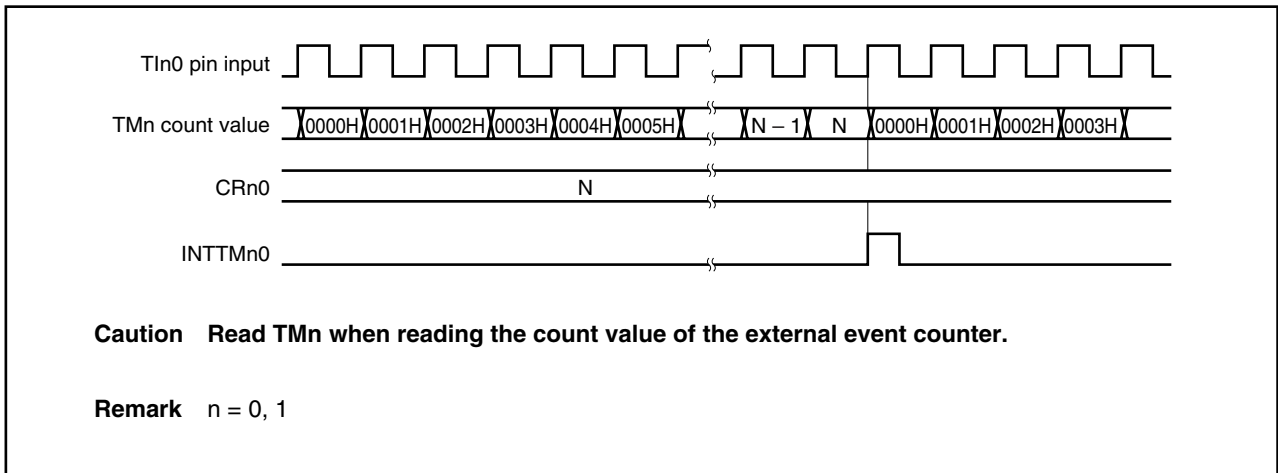 TIn0 pin input
TMn count value 0000H 0001H 0002H 0003H 0004H 0005H N – 1 N 0000H 0001H 0002H 0003H
CRn0 N
INTTMn0
Caution Read TMn when reading the count value of the external event counter.
Remark n = 0, 1